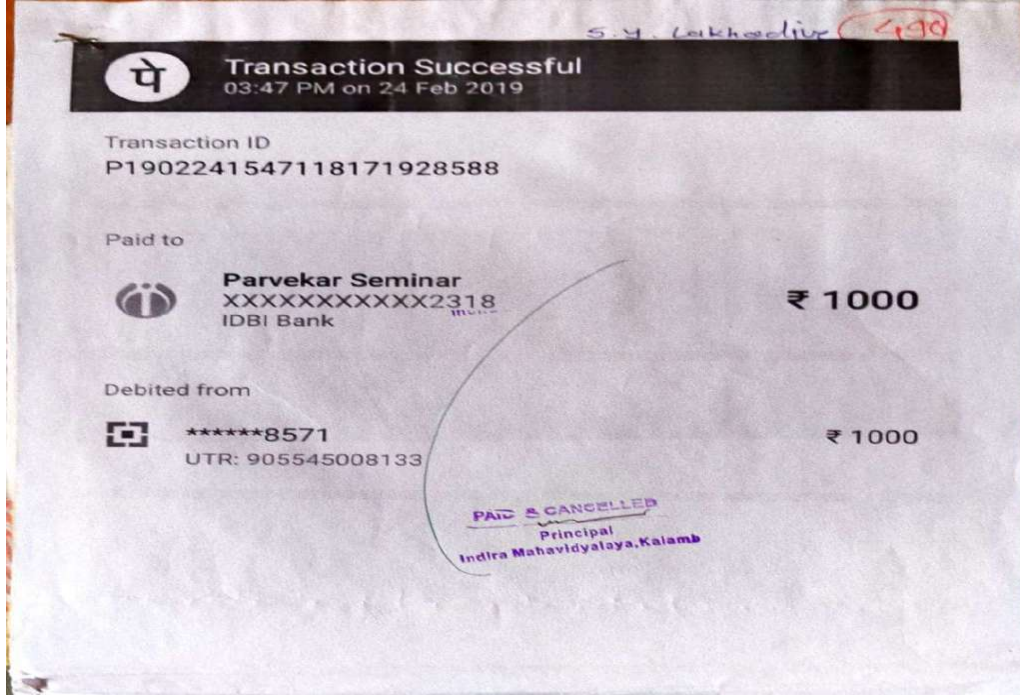 S. Y. Lakhadive 490
पे
Transaction Successful
03:47 PM on 24 Feb 2019
Transaction ID
P1902241547118171928588
Paid to
Parvekar Seminar
XXXXXXXXXXX2318
IDBI Bank
₹ 1000
Debited from
******8571
₹ 1000
UTR: 905545008133
PAID & CANCELLED
Principal
Indira Mahavidyalaya,Kalamb